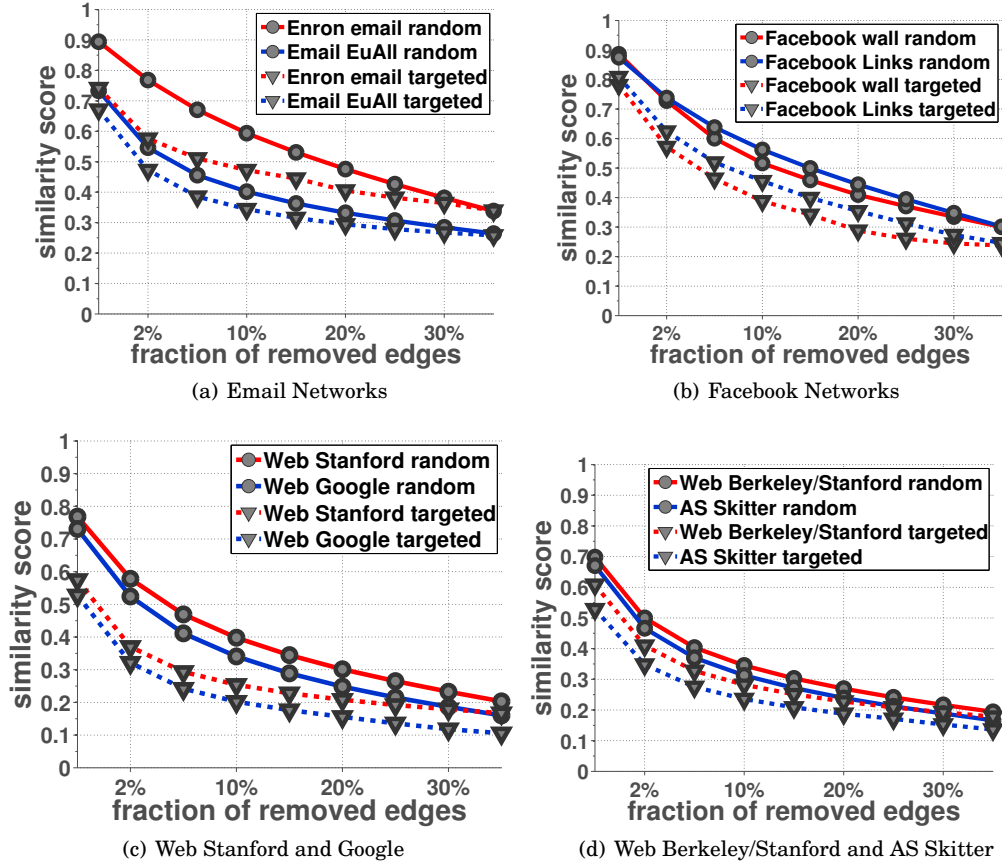 1
0.9
0.8
0.7
0.6
0.5
0.4
0.3
0.2
0.1
0
similarity score
Enron email random
Email EuAll random
Enron email targeted
Email EuAll targeted
2% 10% 20% 30%
fraction of removed edges
(a) Email Networks
1
0.9
0.8
0.7
0.6
0.5
0.4
0.3
0.2
0.1
0
similarity score
Facebook wall random
Facebook Links random
Facebook wall targeted
Facebook Links targeted
2% 10% 20% 30%
fraction of removed edges
(b) Facebook Networks
1
0.9
0.8
0.7
0.6
0.5
0.4
0.3
0.2
0.1
0
similarity score
Web Stanford random
Web Google random
Web Stanford targeted
Web Google targeted
2% 10% 20% 30%
fraction of removed edges
(c) Web Stanford and Google
1
0.9
0.8
0.7
0.6
0.5
0.4
0.3
0.2
0.1
0
similarity score
Web Berkeley/Stanford random
AS Skitter random
Web Berkeley/Stanford targeted
AS Skitter targeted
2% 10% 20% 30%
fraction of removed edges
(d) Web Berkeley/Stanford and AS Skitter